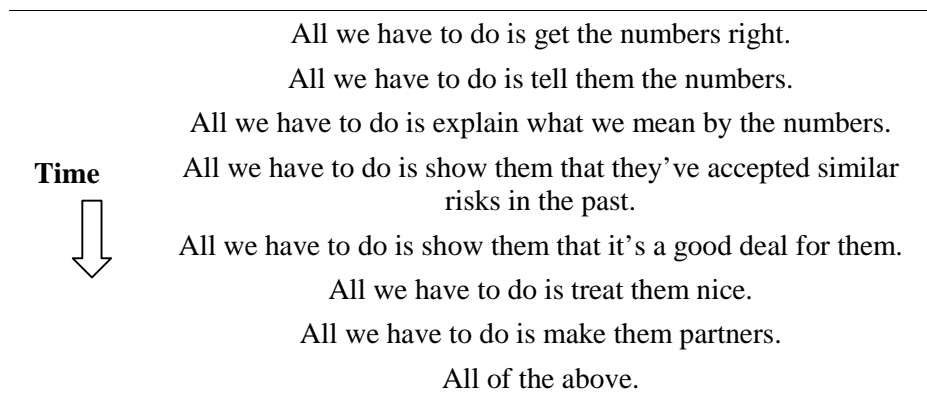 All we have to do is get the numbers right.
All we have to do is tell them the numbers.
All we have to do is explain what we mean by the numbers.
Time
All we have to do is show them that they’ve accepted similar
risks in the past.
All we have to do is show them that it’s a good deal for them.
All we have to do is treat them nice.
All we have to do is make them partners.
All of the above.